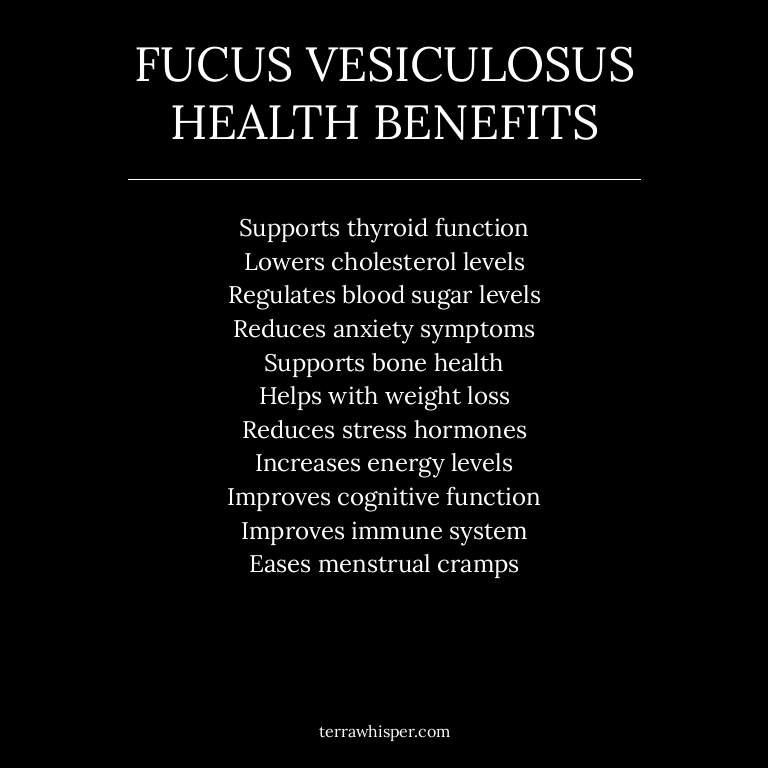 FUCUS VESICULOSUS
HEALTH BENEFITS
Supports thyroid function
Lowers cholesterol levels
Regulates blood sugar levels
Reduces anxiety symptoms
Supports bone health
Helps with weight loss
Reduces stress hormones
Increases energy levels
Improves cognitive function
Improves immune system
Eases menstrual cramps
terrawhisper.com